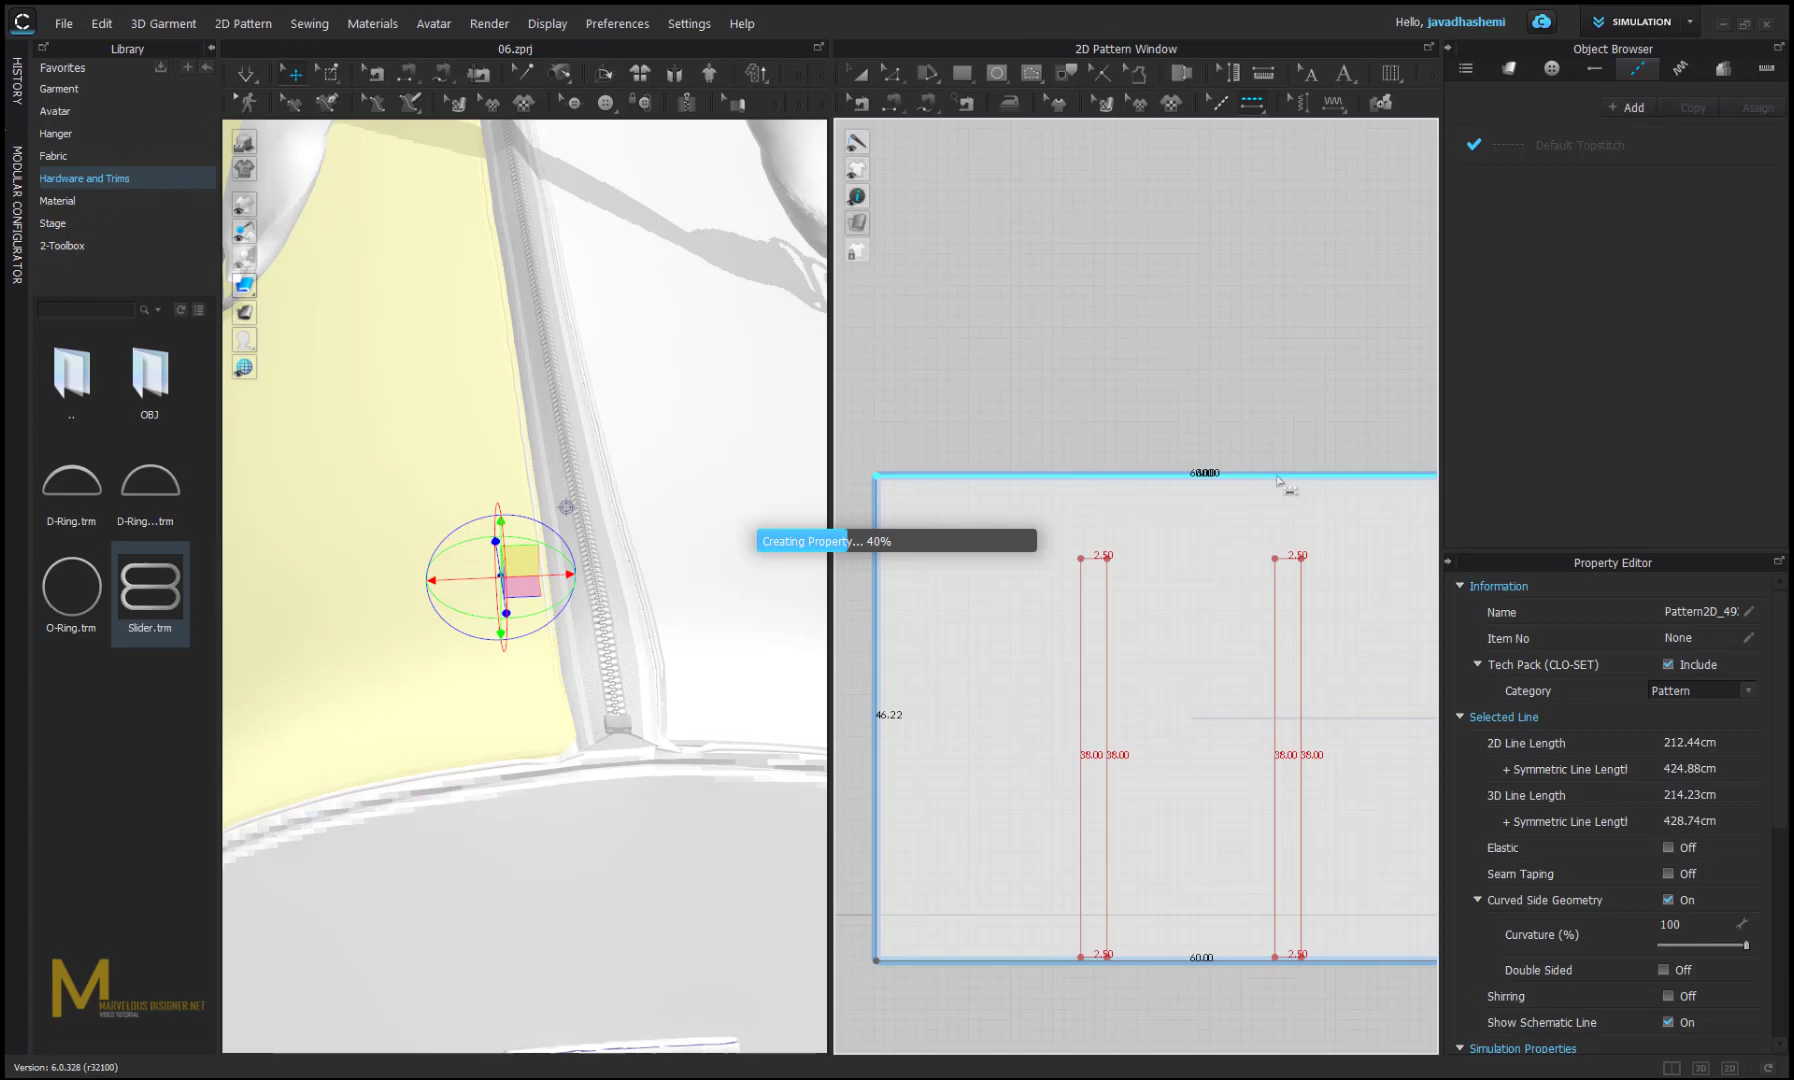 File Edit 3D Garment 2D Pattern Sewing Materials Avatar Render Display Preferences Settings Help
Hello, javadhashemi
SIMULATION
HISTORY
MODULAR CONFIGURATOR
Library
06.zprj
2D Pattern Window
Object Browser
Favorites
Garment
Avatar
Hanger
Fabric
Hardware and Trims
Material
Stage
2-Toolbox
..
OBJ
D-Ring.trm
D-Ring...trm
O-Ring.trm
Slider.trm
M
MARVELOUS DISIGNER.NET
VIDEO TUTORIAL
Creating Property... 40%
2.50
2.50
46.22
38.00 38.00
38.00 38.00
2.50
60.00
2.50
+ Add
Copy
Assign
Default Topstitch
Property Editor
Information
Name Pattern2D_49
Item No None
Tech Pack (CLO-SET) Include
Category Pattern
Selected Line
2D Line Length 212.44cm
+ Symmetric Line Length 424.88cm
3D Line Length 214.23cm
+ Symmetric Line Length 428.74cm
Elastic Off
Seam Taping Off
Curved Side Geometry On
Curvature (%) 100
Double Sided Off
Shirring Off
Show Schematic Line On
Simulation Properties
Version: 6.0.328 (r32100)
3D
2D